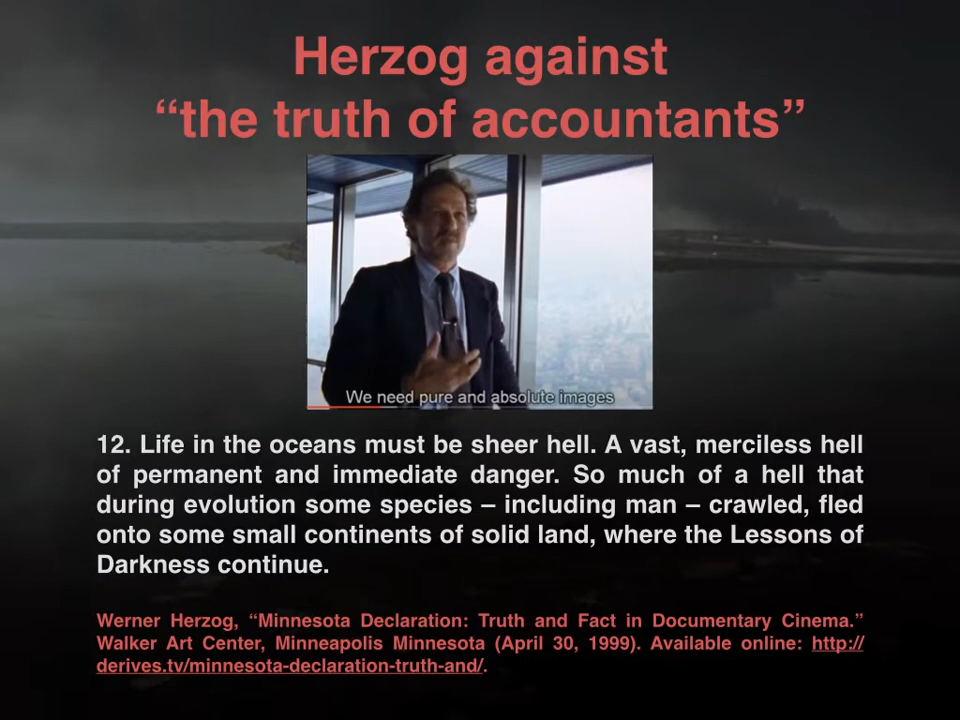 Herzog against
“the truth of accountants”
We need pure and absolute images
12. Life in the oceans must be sheer hell. A vast, merciless hell
of permanent and immediate danger. So much of a hell that
during evolution some species – including man – crawled, fled
onto some small continents of solid land, where the Lessons of
Darkness continue.
Werner Herzog, “Minnesota Declaration: Truth and Fact in Documentary Cinema.”
Walker Art Center, Minneapolis Minnesota (April 30, 1999). Available online: http://
derives.tv/minnesota-declaration-truth-and/.